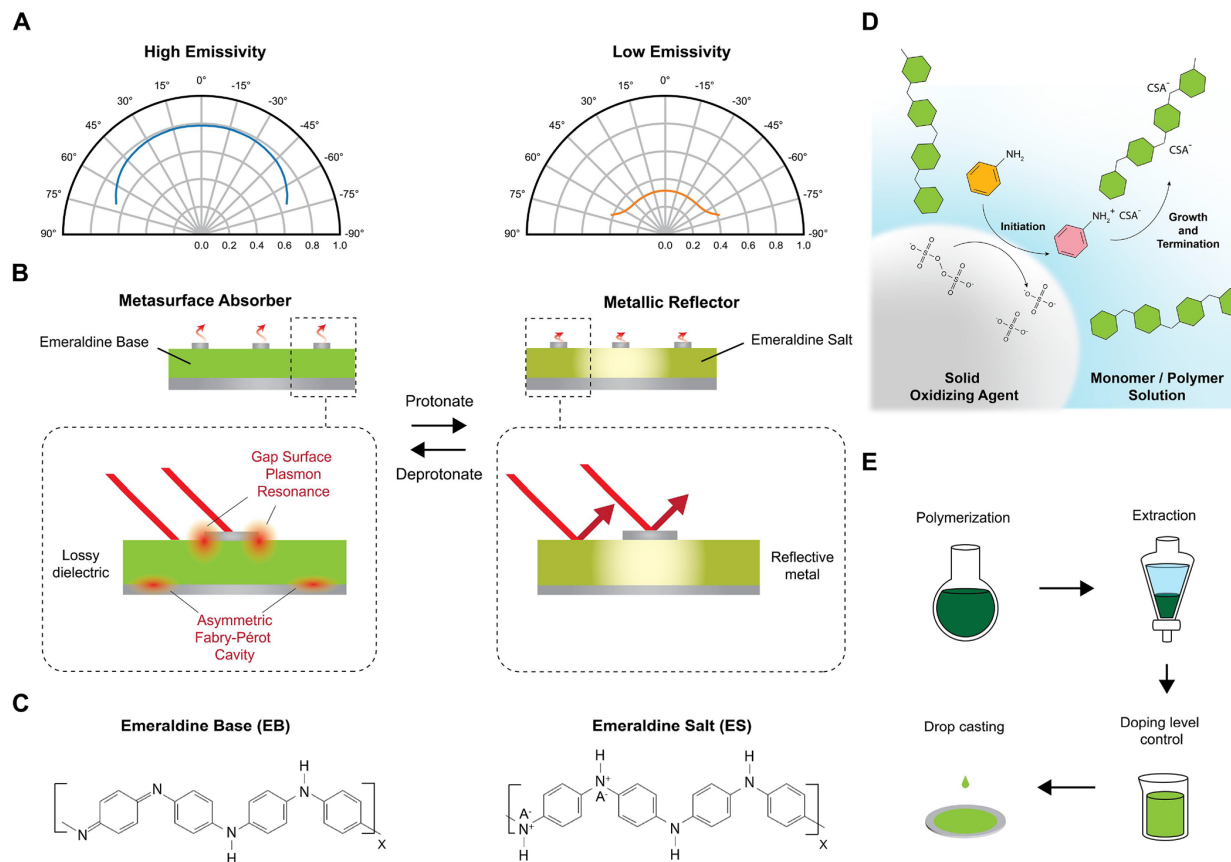 A
High Emissivity
0°
15°
-15°
30°
-30°
45°
-45°
60°
-60°
75°
-75°
90°
-90°
0.0 0.2 0.4 0.6 0.8 1.0
Low Emissivity
0°
15°
-15°
30°
-30°
45°
-45°
60°
-60°
75°
-75°
90°
-90°
0.0 0.2 0.4 0.6 0.8 1.0
B
Metasurface Absorber
Emeraldine Base
Metallic Reflector
Emeraldine Salt
Protonate
Deprotonate
Gap Surface
Plasmon
Resonance
Lossy
dielectric
Asymmetric
Fabry-Pérot
Cavity
Reflective
metal
C
Emeraldine Base (EB)
N
N
N
H
N
H
X
Emeraldine Salt (ES)
A-
N+
H
H
N+
A-
N
H
H
N
X
D
CSA-
CSA-
NH2
Initiation
NH2+ CSA-
Growth
and
Termination
-O
O
S
O
O
O
O
S
O
O-
-O
O
S
O
O-
-O
O
S
O
O-
Solid
Oxidizing Agent
Monomer / Polymer
Solution
E
Polymerization
Extraction
Doping level
control
Drop casting